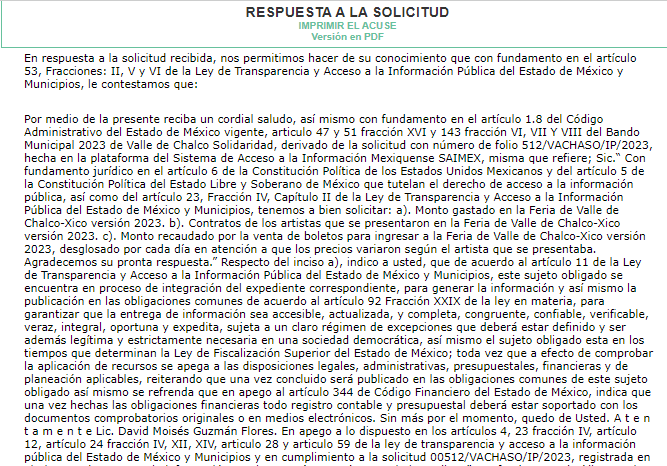 RESPUESTA A LA SOLICITUD
IMPRIMIR EL ACUSE
Versión en PDF
En respuesta a la solicitud recibida, nos permitimos hacer de su conocimiento que con fundamento en el artículo
53, Fracciones: II, V y VI de la Ley de Transparencia y Acceso a la Información Pública del Estado de México y
Municipios, le contestamos que:
Por medio de la presente reciba un cordial saludo, así mismo con fundamento en el artículo 1.8 del Código
Administrativo del Estado de México vigente, articulo 47 y 51 fracción XVI y 143 fracción VI, VII Y VIII del Bando
Municipal 2023 de Valle de Chalco Solidaridad, derivado de la solicitud con número de folio 512/VACHASO/IP/2023,
hecha en la plataforma del Sistema de Acceso a la Información Mexiquense SAIMEX, misma que refiere; Sic.“ Con
fundamento jurídico en el artículo 6 de la Constitución Política de los Estados Unidos Mexicanos y del artículo 5 de
la Constitución Política del Estado Libre y Soberano de México que tutelan el derecho de acceso a la información
pública, así como del artículo 23, Fracción IV, Capítulo II de la Ley de Transparencia y Acceso a la Información
Pública del Estado de México y Municipios, tenemos a bien solicitar: a). Monto gastado en la Feria de Valle de
Chalco-Xico versión 2023. b). Contratos de los artistas que se presentaron en la Feria de Valle de Chalco-Xico
versión 2023. c). Monto recaudado por la venta de boletos para ingresar a la Feria de Valle de Chalco-Xico versión
2023, desglosado por cada día en atención a que los precios variaron según el artista que se presentaba.
Agradecemos su pronta respuesta.” Respecto del inciso a), indico a usted, que de acuerdo al artículo 11 de la Ley
de Transparencia y Acceso a la Información Pública del Estado de México y Municipios, este sujeto obligado se
encuentra en proceso de integración del expediente correspondiente, para generar la información y así mismo la
publicación en las obligaciones comunes de acuerdo al artículo 92 Fracción XXIX de la ley en materia, para
garantizar que la entrega de información sea accesible, actualizada, y completa, congruente, confiable, verificable,
veraz, integral, oportuna y expedita, sujeta a un claro régimen de excepciones que deberá estar definido y ser
además legítima y estrictamente necesaria en una sociedad democrática, así mismo el sujeto obligado esta en los
tiempos que determinan la Ley de Fiscalización Superior del Estado de México; toda vez que a efecto de comprobar
la aplicación de recursos se apega a las disposiciones legales, administrativas, presupuestales, financieras y de
planeación aplicables, reiterando que una vez concluido será publicado en las obligaciones comunes de este sujeto
obligado así mismo se refrenda que en apego al artículo 344 de Código Financiero del Estado de México, indica que
una vez hechas las obligaciones financieras todo registro contable y presupuestal deberá estar soportado con los
documentos comprobatorios originales o en medios electrónicos. Sin más por el momento, quedo de Usted. A t e n
t a m e n t e Lic. David Moisés Guzmán Flores. En apego a lo dispuesto en los artículos 4, 23 fracción IV, artículo
12, artículo 24 fracción IV, XII, XIV, articulo 28 y articulo 59 de la ley de transparencia y acceso a la información
pública del Estado de México y Municipios y en cumplimiento a la solicitud 00512/VACHASO/IP/2023, registrada en